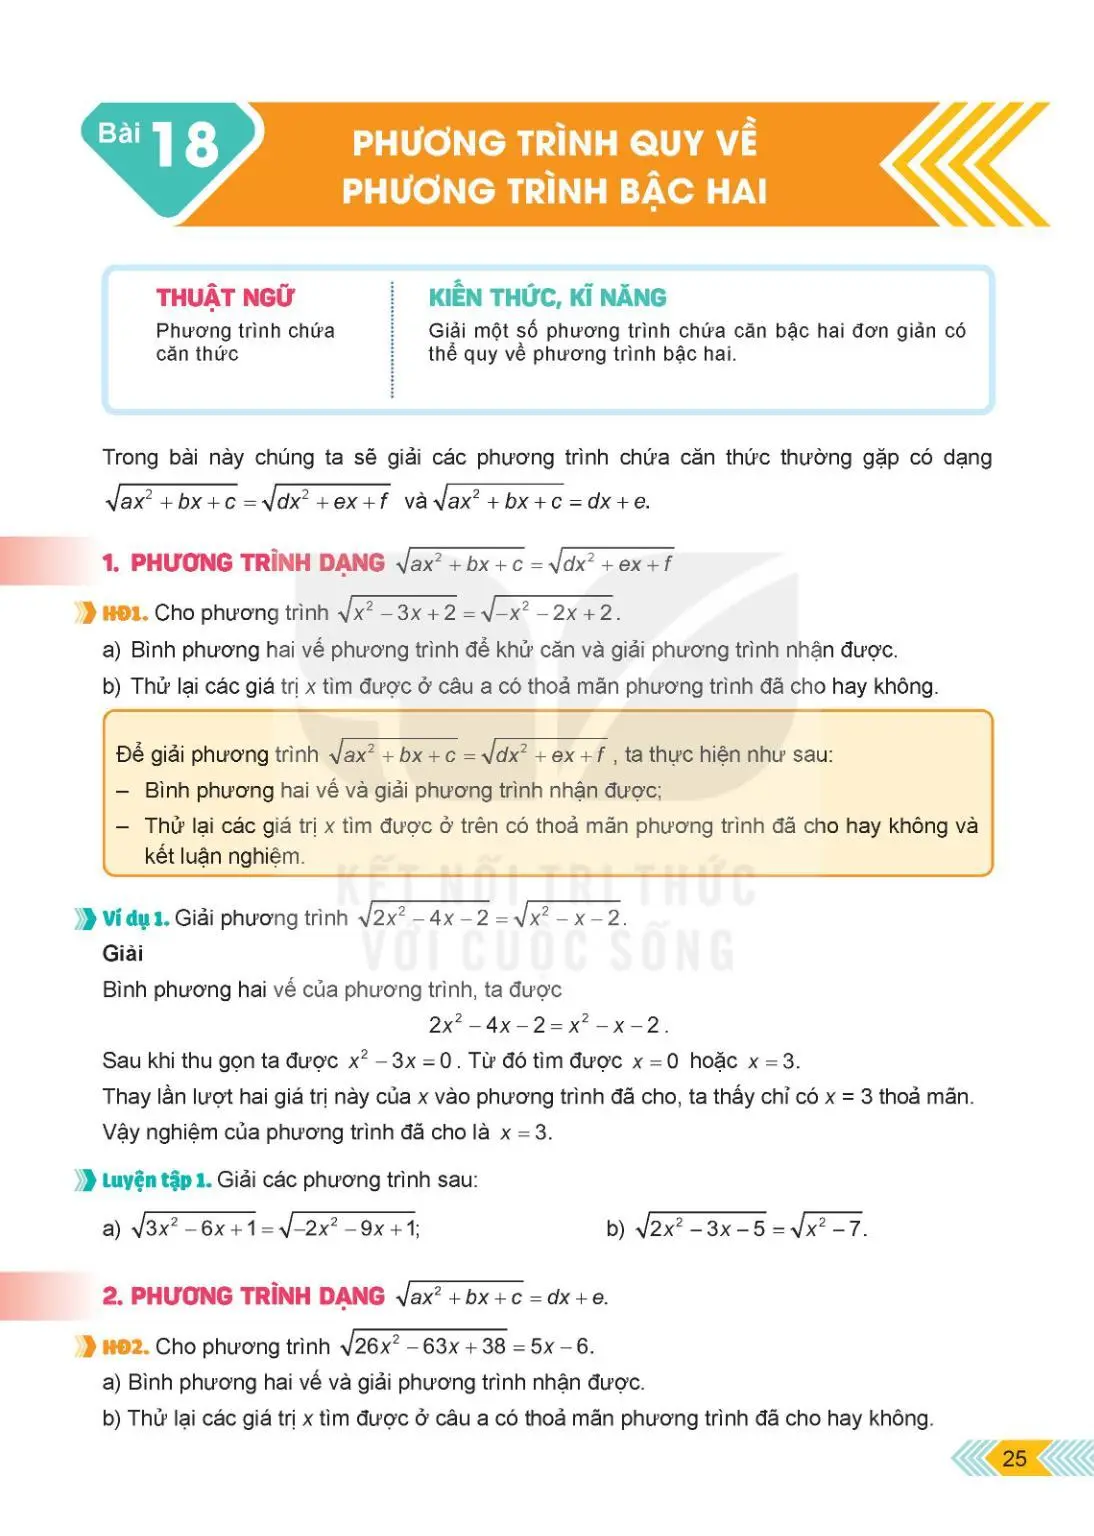 Bài 18
PHƯƠNG TRÌNH QUY VỀ
PHƯƠNG TRÌNH BẬC HAI
THUẬT NGỮ
Phương trình chứa
căn thức
KIẾN THỨC, KĨ NĂNG
Giải một số phương trình chứa căn bậc hai đơn giản có
thể quy về phương trình bậc hai.
Trong bài này chúng ta sẽ giải các phương trình chứa căn thức thường gặp có dạng
√(ax² + bx + c) = √(dx² + ex + f) và √(ax² + bx + c) = dx + e.
1. PHƯƠNG TRÌNH DẠNG √(ax² + bx + c) = √(dx² + ex + f)
HĐ1. Cho phương trình √(x² − 3x + 2) = √(−x² − 2x + 2).
a) Bình phương hai vế phương trình để khử căn và giải phương trình nhận được.
b) Thử lại các giá trị x tìm được ở câu a có thoả mãn phương trình đã cho hay không.
Để giải phương trình √(ax² + bx + c) = √(dx² + ex + f) , ta thực hiện như sau:
– Bình phương hai vế và giải phương trình nhận được;
– Thử lại các giá trị x tìm được ở trên có thoả mãn phương trình đã cho hay không và
kết luận nghiệm.
KẾT NỐI TRI THỨC
VỚI CUỘC SỐNG
Ví dụ 1. Giải phương trình √(2x² − 4x − 2) = √(x² − x − 2).
Giải
Bình phương hai vế của phương trình, ta được
2x² − 4x − 2 = x² − x − 2 .
Sau khi thu gọn ta được x² − 3x = 0 . Từ đó tìm được x = 0 hoặc x = 3.
Thay lần lượt hai giá trị này của x vào phương trình đã cho, ta thấy chỉ có x = 3 thoả mãn.
Vậy nghiệm của phương trình đã cho là x = 3.
Luyện tập 1. Giải các phương trình sau:
a) √(3x² − 6x + 1) = √(−2x² − 9x + 1); b) √(2x² − 3x − 5) = √(x² − 7).
2. PHƯƠNG TRÌNH DẠNG √(ax² + bx + c) = dx + e.
HĐ2. Cho phương trình √(26x² − 63x + 38) = 5x − 6.
a) Bình phương hai vế và giải phương trình nhận được.
b) Thử lại các giá trị x tìm được ở câu a có thoả mãn phương trình đã cho hay không.
25